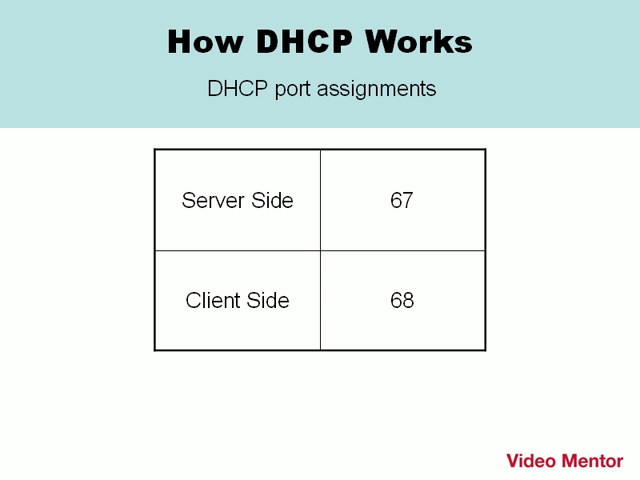 How DHCP Works
DHCP port assignments
Server Side 67
Client Side 68
Video Mentor